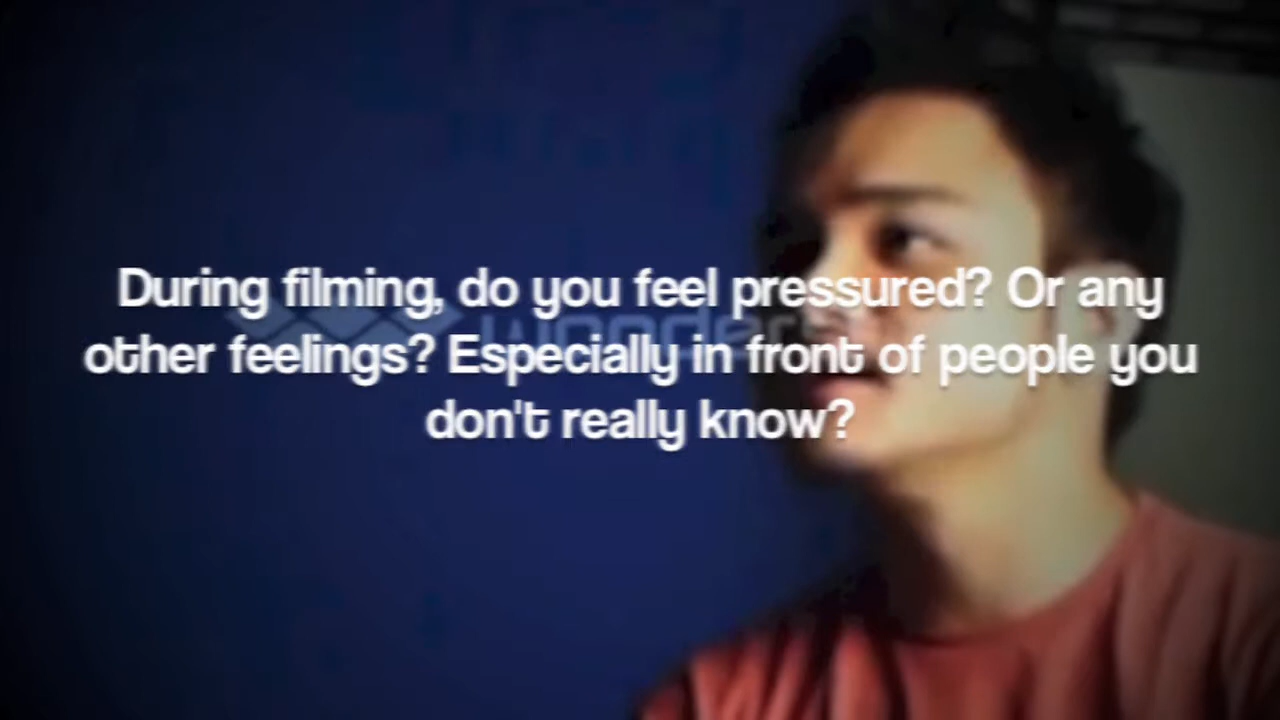 During filming, do you feel pressured? Or any
other feelings? Especially in front of people you
don't really know?